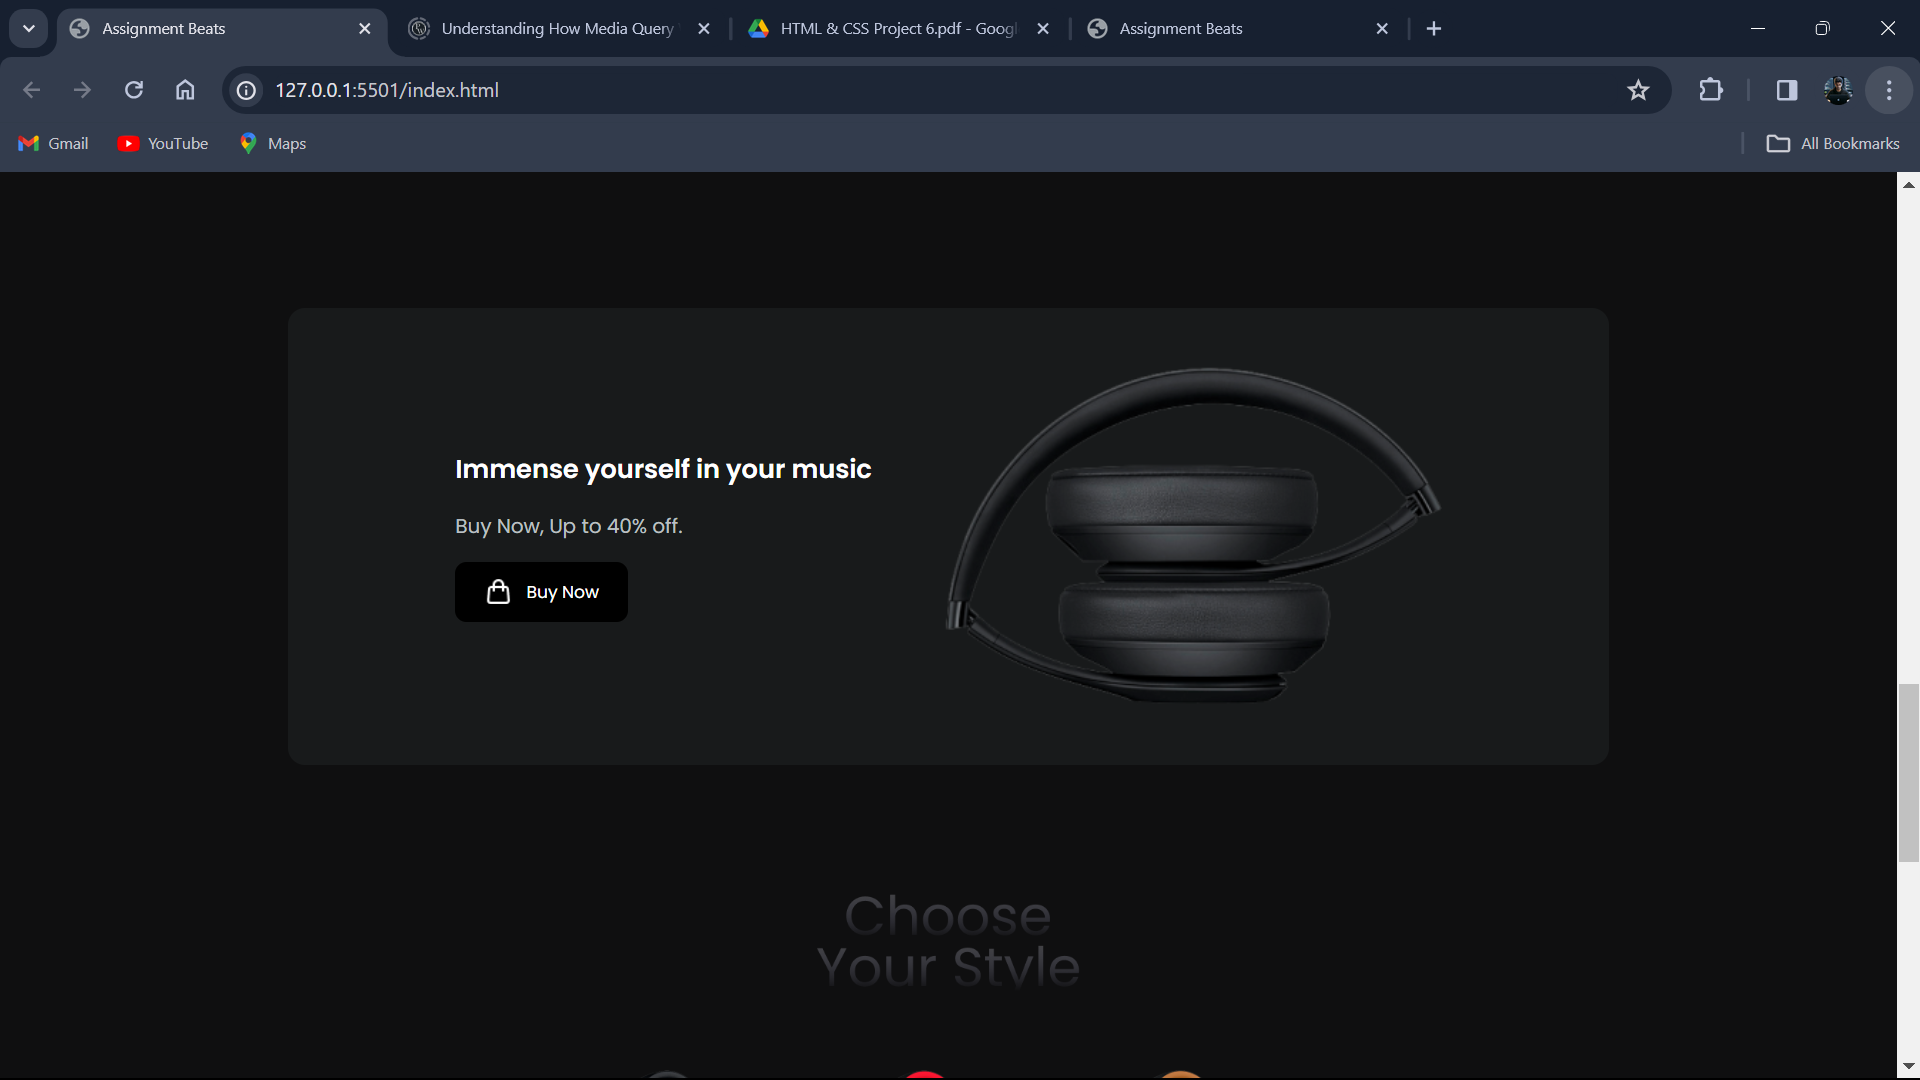 Assignment Beats
Understanding How Media Query
HTML & CSS Project 6.pdf - Googl
Assignment Beats
127.0.0.1:5501/index.html
Gmail
YouTube
Maps
All Bookmarks
Immense yourself in your music
Buy Now, Up to 40% off.
Buy Now
Choose
Your Style